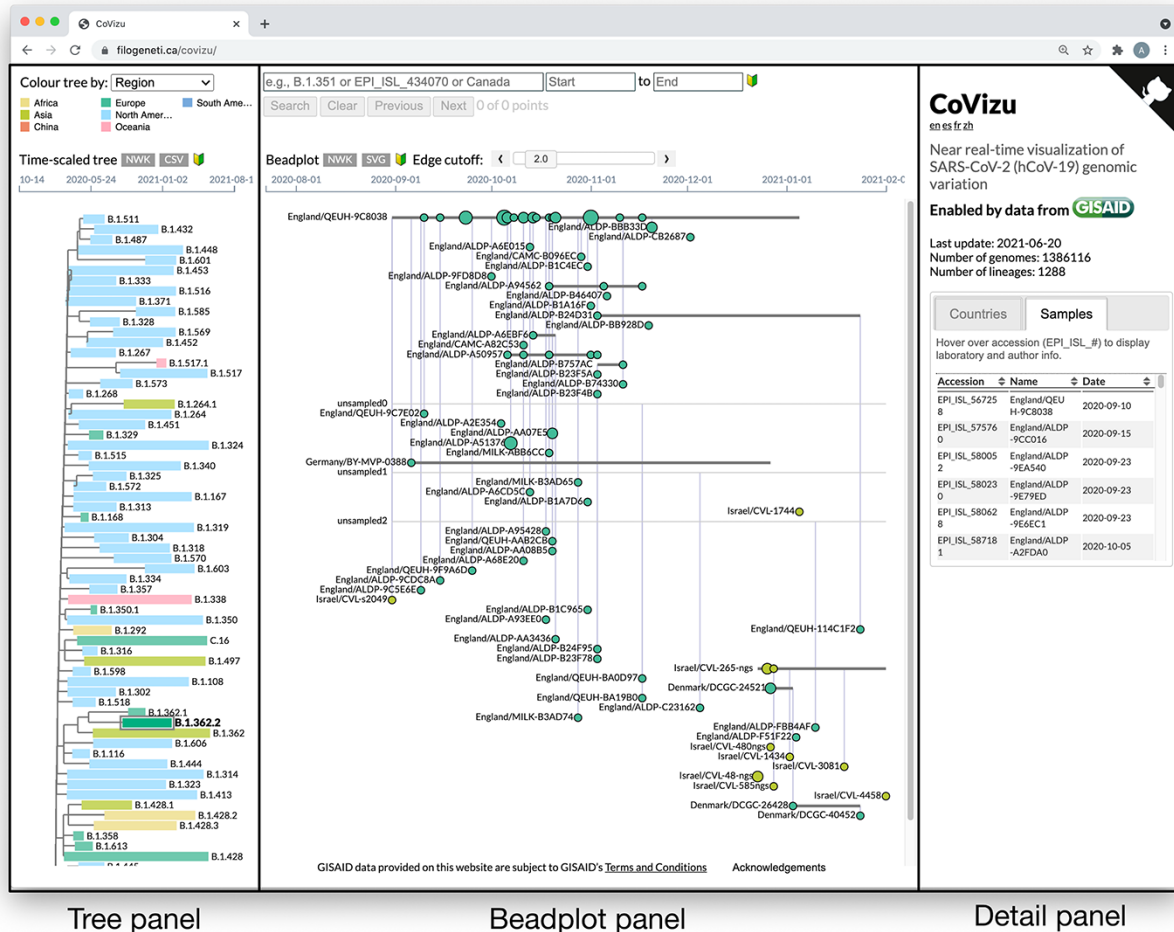 CoVizu
filogeneti.ca/covizu/
A
Colour tree by: Region
Africa
Europe
South Ame...
Asia
North Amer...
China
Oceania
Time-scaled tree NWK CSV
10-14 2020-05-24 2021-01-02 2021-08-1
B.1.511
B.1.432
B.1.487
B.1.448
B.1.601
B.1.453
B.1.333
B.1.516
B.1.371
B.1.585
B.1.328
B.1.569
B.1.452
B.1.267
B.1.517.1
B.1.517
B.1.573
B.1.268
B.1.264.1
B.1.264
B.1.451
B.1.329
B.1.324
B.1.515
B.1.340
B.1.325
B.1.572
B.1.167
B.1.313
B.1.168
B.1.319
B.1.304
B.1.318
B.1.570
B.1.603
B.1.334
B.1.357
B.1.338
B.1.350.1
B.1.350
B.1.292
C.16
B.1.316
B.1.497
B.1.598
B.1.108
B.1.302
B.1.518
B.1.362.1
B.1.362.2
B.1.362
B.1.606
B.1.116
B.1.444
B.1.314
B.1.323
B.1.413
B.1.428.1
B.1.428.2
B.1.428.3
B.1.358
B.1.613
B.1.428
e.g., B.1.351 or EPI_ISL_434070 or Canada Start to End
Search Clear Previous Next 0 of 0 points
Beadplot NWK SVG Edge cutoff: 2.0
2020-08-01 2020-09-01 2020-10-01 2020-11-01 2020-12-01 2021-01-01 2021-02-0
England/QEUH-9C8038
England/ALDP-BBB33D
England/ALDP-CB2687
England/ALDP-A6E015
England/CAMC-B096EC
England/ALDP-B1C4EC
England/ALDP-9FD8D8
England/ALDP-A94562
England/ALDP-B46407
England/ALDP-B1A16F
England/ALDP-B24D31
England/ALDP-BB928D
England/ALDP-A6EBF6
England/CAMC-A82C53
England/ALDP-A50957
England/ALDP-B757AC
England/ALDP-B23F5A
England/ALDP-B74330
England/ALDP-B23F4B
unsampled0
England/QEUH-9C7E02
England/ALDP-A2E354
England/ALDP-AA07E5
England/ALDP-A51376
England/MILK-ABB6CC
Germany/BY-MVP-0388
unsampled1
England/MILK-B3AD65
England/ALDP-A6CD5C
England/ALDP-B1A7D6
Israel/CVL-1744
unsampled2
England/ALDP-A95428
England/QEUH-AAB2CB
England/ALDP-AA08B5
England/ALDP-A68E20
England/QEUH-9F9A6D
England/ALDP-9CDC8A
England/ALDP-9C5E6E
Israel/CVL-s2049
England/ALDP-B1C965
England/ALDP-A93EE0
England/QEUH-114C1F2
England/ALDP-AA3436
England/ALDP-B24F95
England/ALDP-B23F78
Israel/CVL-265-ngs
England/QEUH-BA0D97
Denmark/DCGC-24521
England/QEUH-BA19B0
England/ALDP-C23162
England/MILK-B3AD74
England/ALDP-FBB4AF
England/ALDP-F51F22
Israel/CVL-480ngs
Israel/CVL-1434
Israel/CVL-3081
Israel/CVL-48-ngs
Israel/CVL-585ngs
Israel/CVL-4458
Denmark/DCGC-26428
Denmark/DCGC-40452
GISAID data provided on this website are subject to GISAID's Terms and Conditions Acknowledgements
CoVizu
en es fr zh
Near real-time visualization of
SARS-CoV-2 (hCoV-19) genomic
variation
Enabled by data from GISAID
Last update: 2021-06-20
Number of genomes: 1386116
Number of lineages: 1288
Countries Samples
Hover over accession (EPI_ISL_#) to display
laboratory and author info.
Accession Name Date
EPI_ISL_56725 England/QEU
8 H-9C8038 2020-09-10
EPI_ISL_57576 England/ALDP
0 -9CC016 2020-09-15
EPI_ISL_58005 England/ALDP
2 -9EA540 2020-09-23
EPI_ISL_58023 England/ALDP
0 -9E79ED 2020-09-23
EPI_ISL_58062 England/ALDP
8 -9E6EC1 2020-09-23
EPI_ISL_58718 England/ALDP
1 -A2FDA0 2020-10-05
Tree panel
Beadplot panel
Detail panel